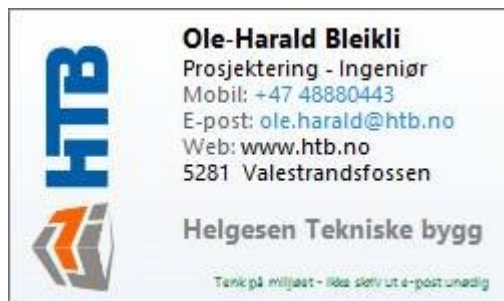 HTB
Ole-Harald Bleikli
Prosjektering - Ingeniør
Mobil: +47 48880443
E-post: ole.harald@htb.no
Web: www.htb.no
5281 Valestrandsfossen
Helgesen Tekniske bygg
Tenk på miljøet - ikke skriv ut e-post unødig